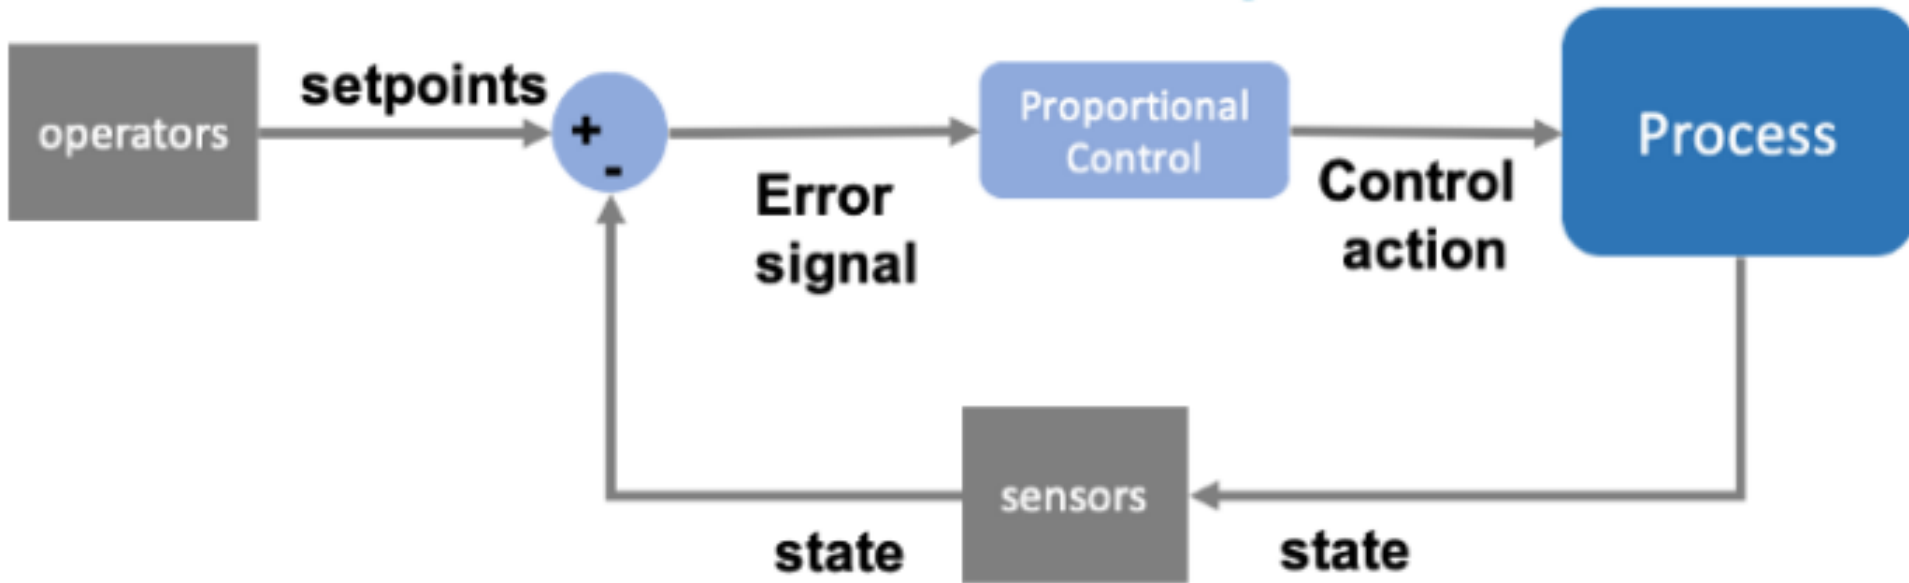 operators
setpoints
+
-
Error
signal
Proportional
Control
Control
action
Process
sensors
state
state